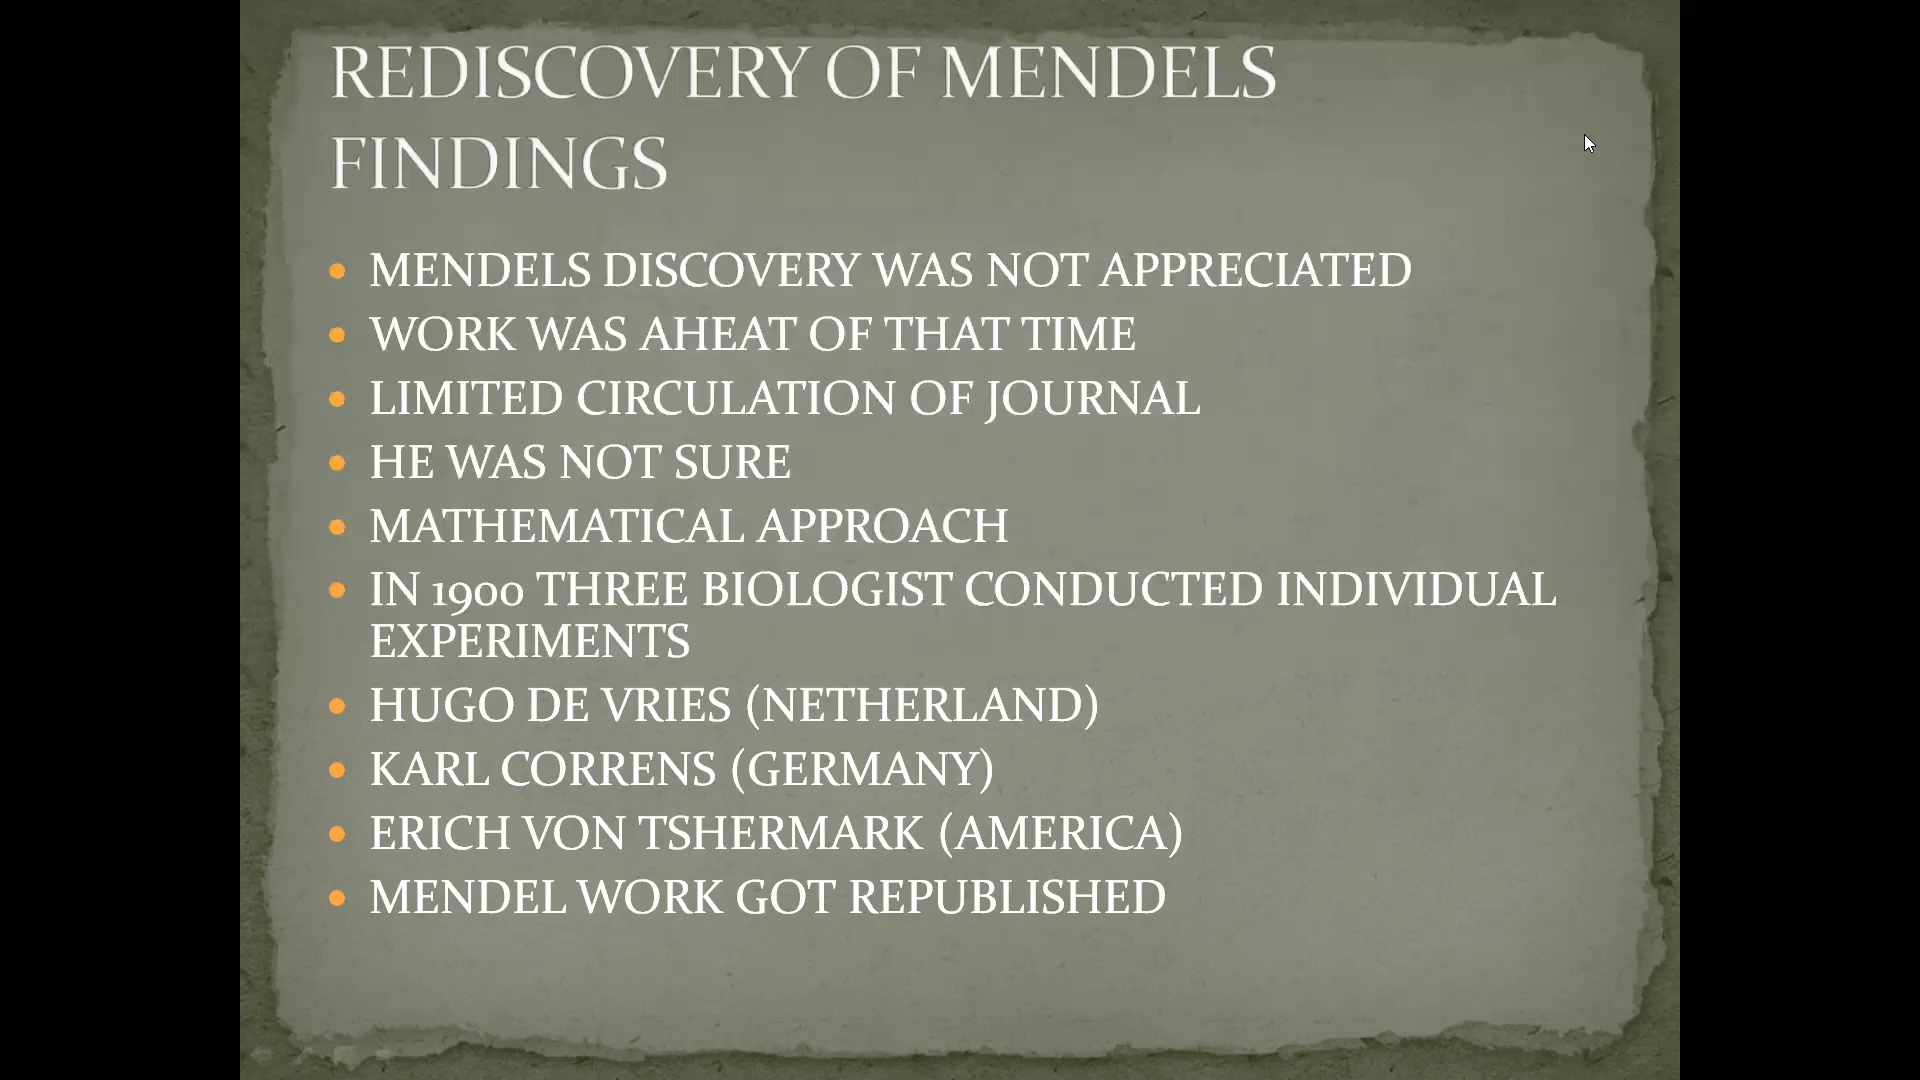 REDISCOVERY OF MENDELS
FINDINGS
• MENDELS DISCOVERY WAS NOT APPRECIATED
• WORK WAS AHEAT OF THAT TIME
• LIMITED CIRCULATION OF JOURNAL
• HE WAS NOT SURE
• MATHEMATICAL APPROACH
• IN 1900 THREE BIOLOGIST CONDUCTED INDIVIDUAL
EXPERIMENTS
• HUGO DE VRIES (NETHERLAND)
• KARL CORRENS (GERMANY)
• ERICH VON TSHERMARK (AMERICA)
• MENDEL WORK GOT REPUBLISHED